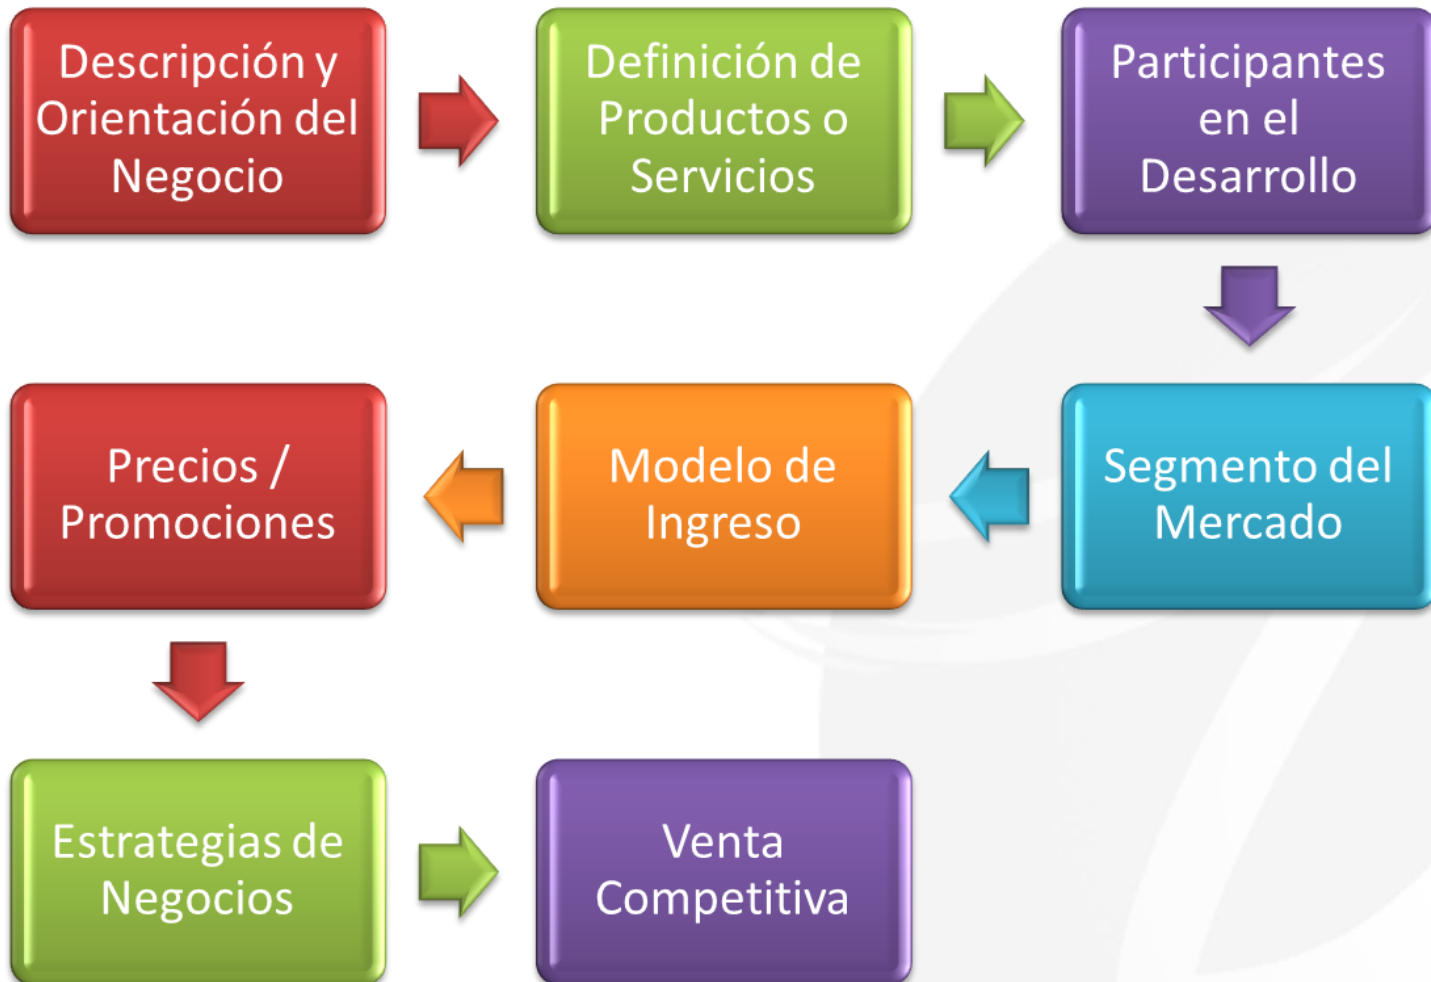 Descripción y
Orientación del
Negocio
Definición de
Productos o
Servicios
Participantes
en el
Desarrollo
Segmento del
Mercado
Modelo de
Ingreso
Precios /
Promociones
Estrategias de
Negocios
Venta
Competitiva